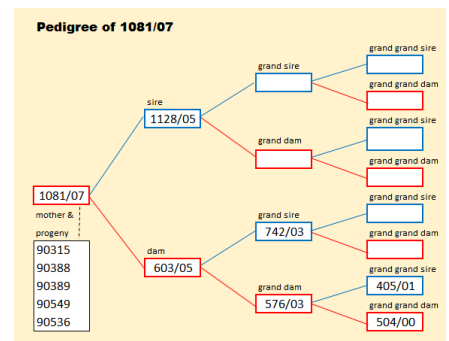 Pedigree of 1081/07
grand grand sire
grand sire
grand grand dam
sire
1128/05
grand grand sire
grand dam
grand grand dam
1081/07
mother &
progeny
90315
90388
90389
90549
90536
grand grand sire
grand sire
742/03
grand grand dam
dam
603/05
grand grand sire
405/01
grand dam
576/03
grand grand dam
504/00